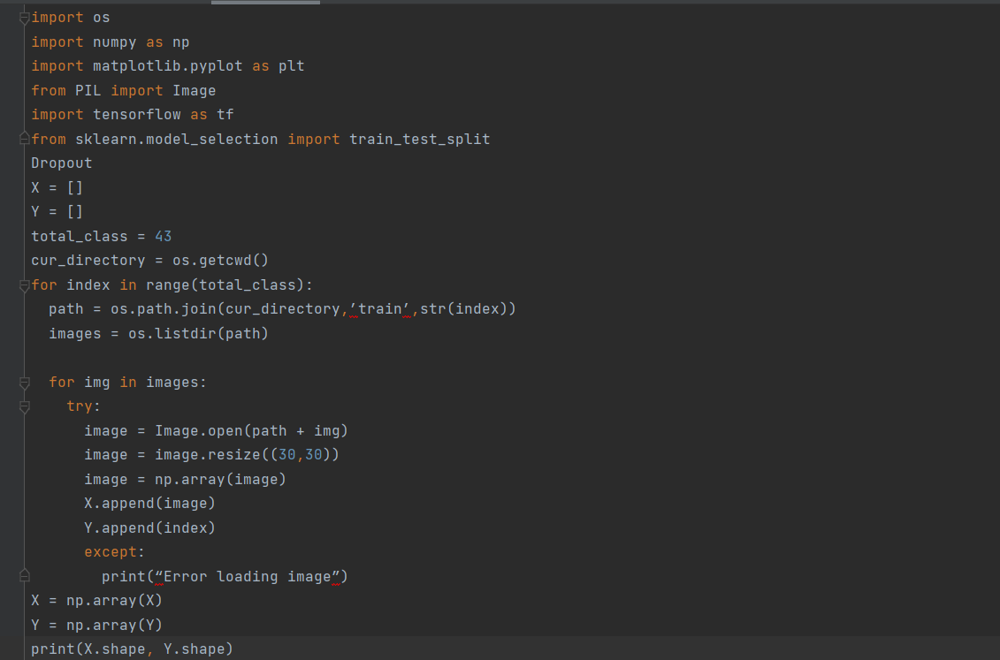 import os
import numpy as np
import matplotlib.pyplot as plt
from PIL import Image
import tensorflow as tf
from sklearn.model_selection import train_test_split
Dropout
X = []
Y = []
total_class = 43
cur_directory = os.getcwd()
for index in range(total_class):
  path = os.path.join(cur_directory,’train’,str(index))
  images = os.listdir(path)

  for img in images:
    try:
      image = Image.open(path + img)
      image = image.resize((30,30))
      image = np.array(image)
      X.append(image)
      Y.append(index)
      except:
        print(“Error loading image”)
X = np.array(X)
Y = np.array(Y)
print(X.shape, Y.shape)